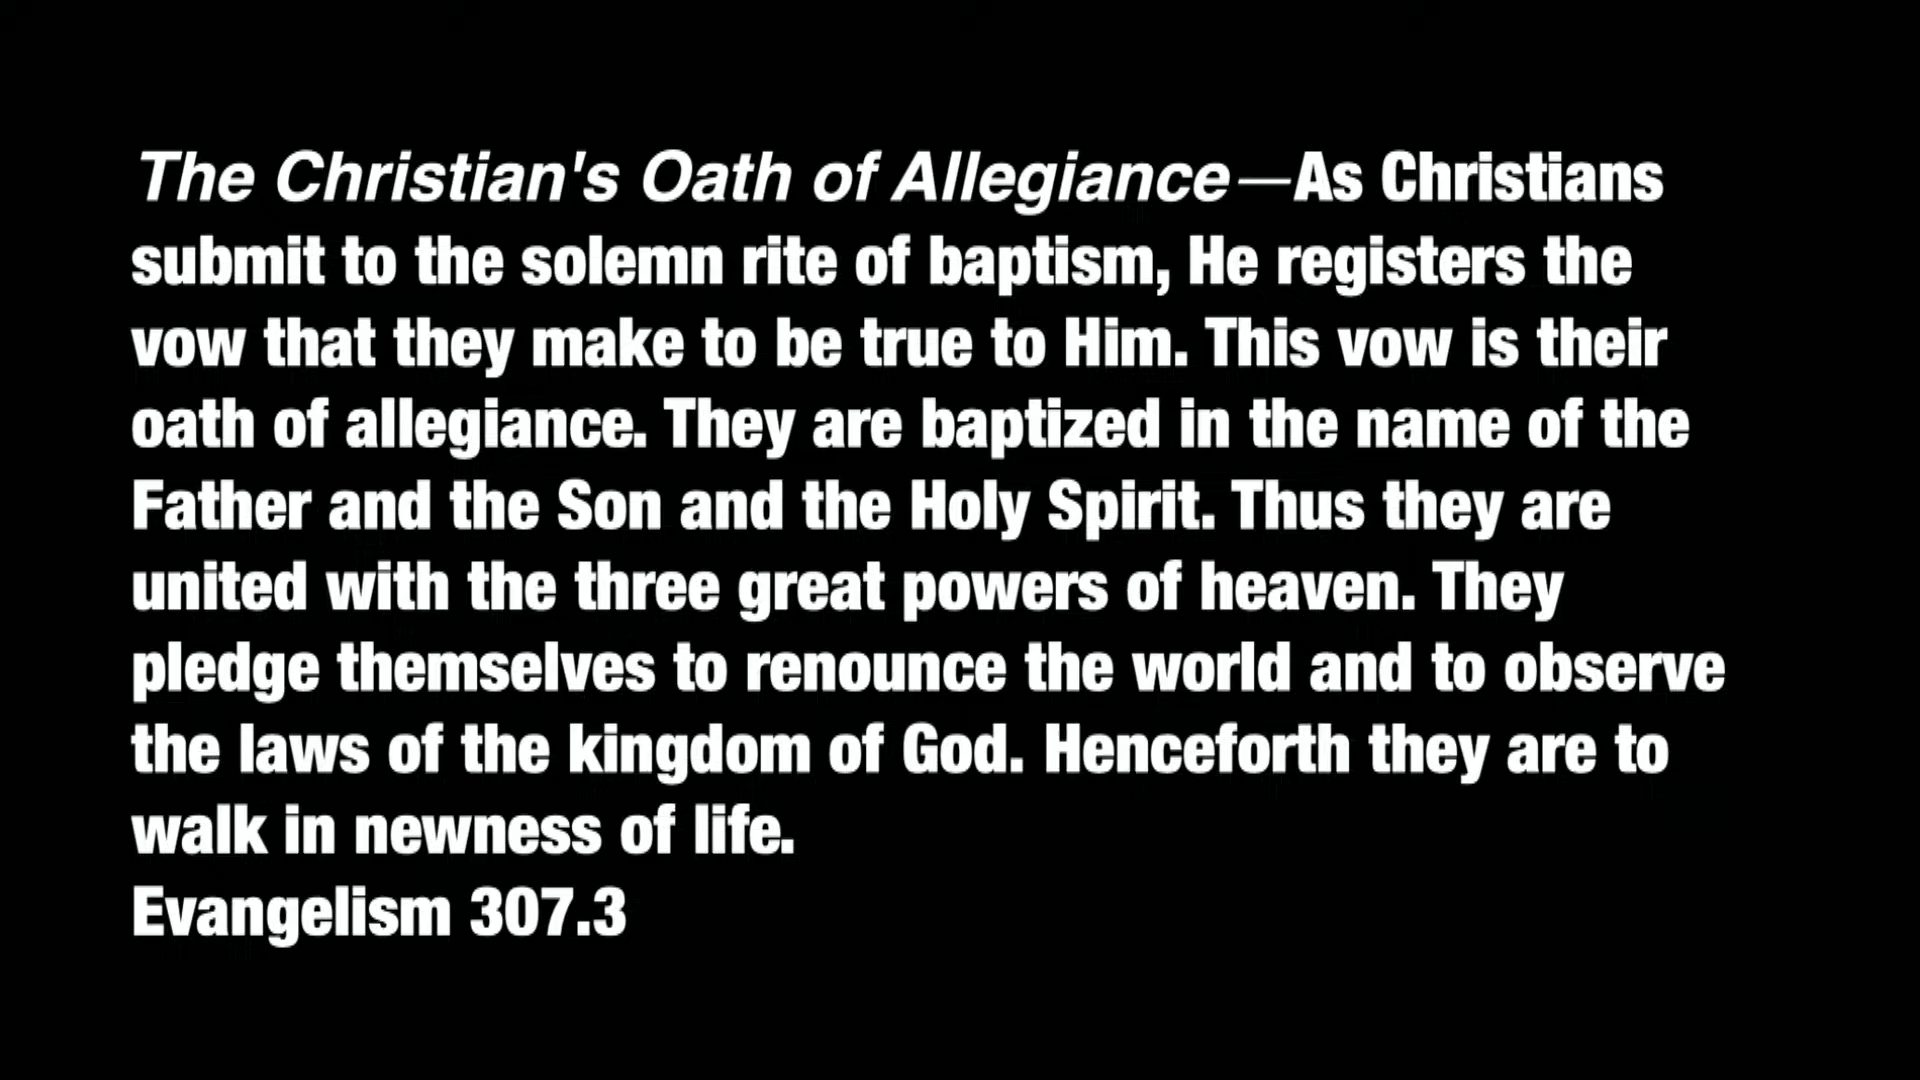 The Christian's Oath of Allegiance—As Christians
submit to the solemn rite of baptism, He registers the
vow that they make to be true to Him. This vow is their
oath of allegiance. They are baptized in the name of the
Father and the Son and the Holy Spirit. Thus they are
united with the three great powers of heaven. They
pledge themselves to renounce the world and to observe
the laws of the kingdom of God. Henceforth they are to
walk in newness of life.
Evangelism 307.3